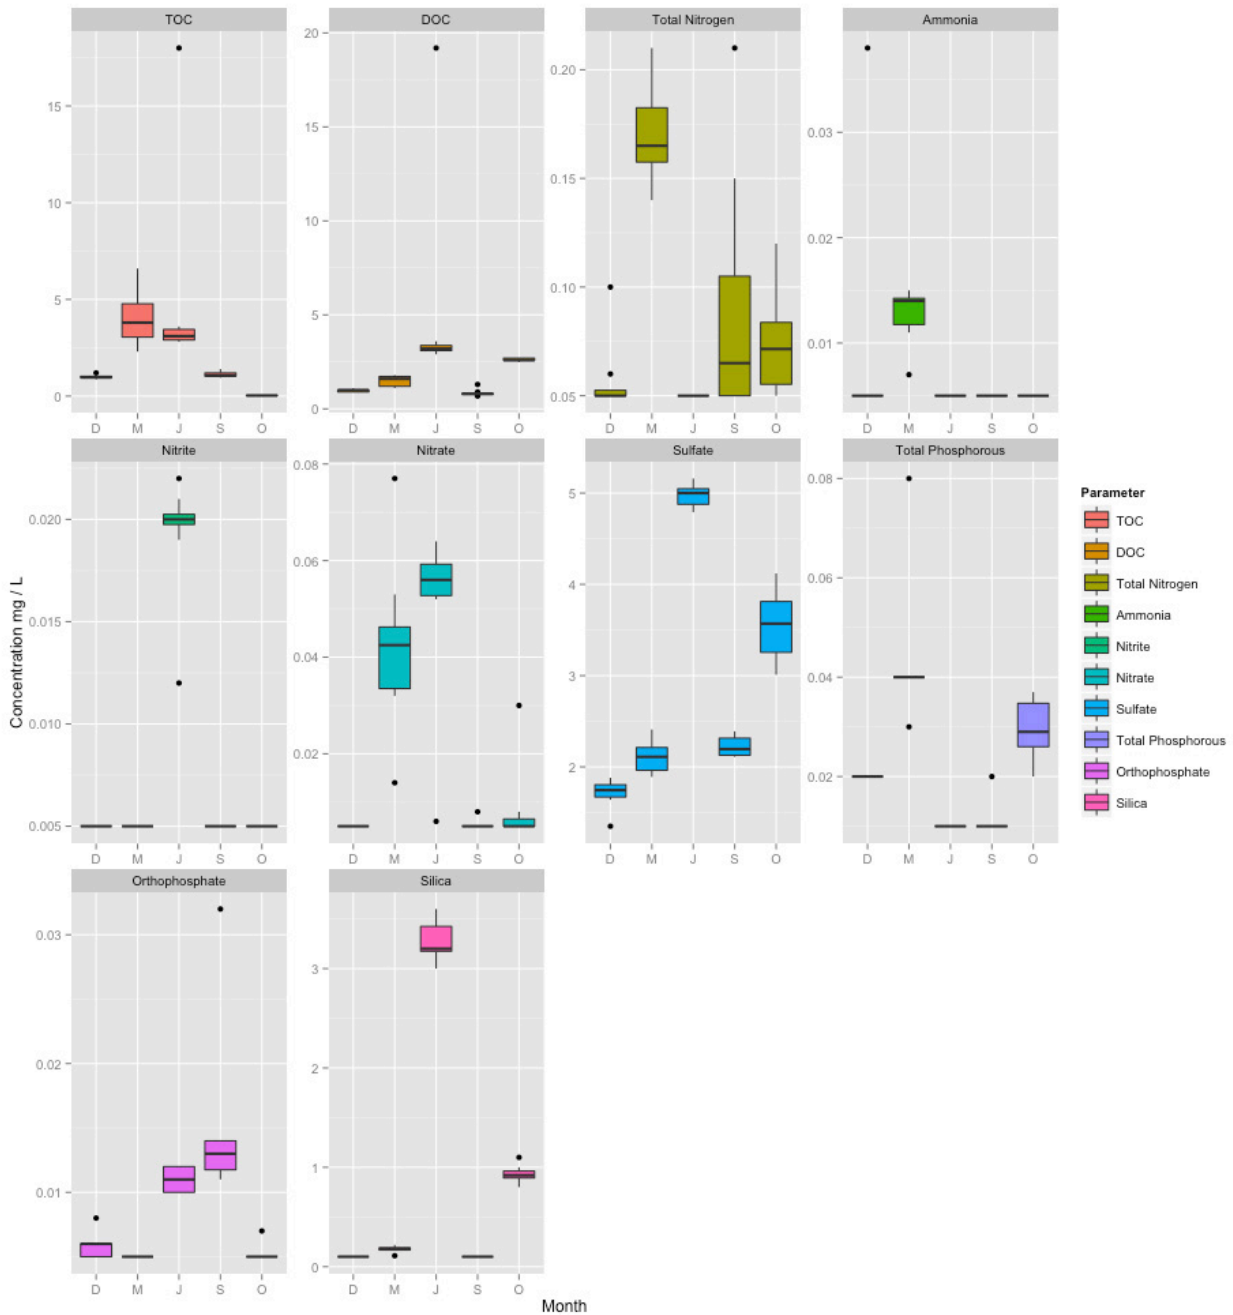 TOC DOC Total Nitrogen Ammonia
15
10
5
0
20
15
10
5
0
0.20
0.15
0.10
0.05
0.03
0.02
0.01
D M J S O D M J S O D M J S O D M J S O
Nitrite Nitrate Sulfate Total Phosphorous
0.020
0.015
0.010
0.005
0.08
0.06
0.04
0.02
5
4
3
2
0.08
0.06
0.04
0.02
D M J S O D M J S O D M J S O D M J S O
Orthophosphate Silica
0.03
0.02
0.01
3
2
1
0
D M J S O D M J S O
Concentration mg / L
Month
Parameter
TOC
DOC
Total Nitrogen
Ammonia
Nitrite
Nitrate
Sulfate
Total Phosphorous
Orthophosphate
Silica